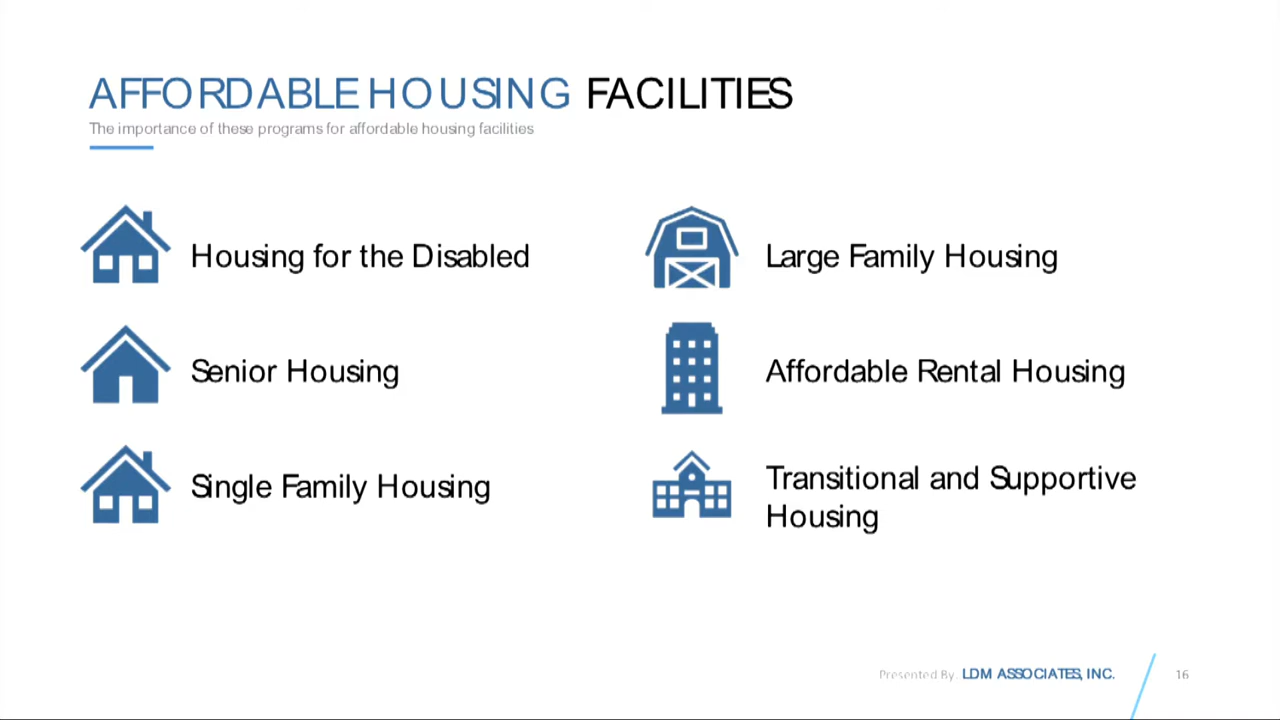 AFFORDABLE HOUSING FACILITIES
The importance of these programs for affordable housing facilities
Housing for the Disabled
Large Family Housing
Senior Housing
Affordable Rental Housing
Single Family Housing
Transitional and Supportive
Housing
Presented By LDM ASSOCIATES, INC.
16